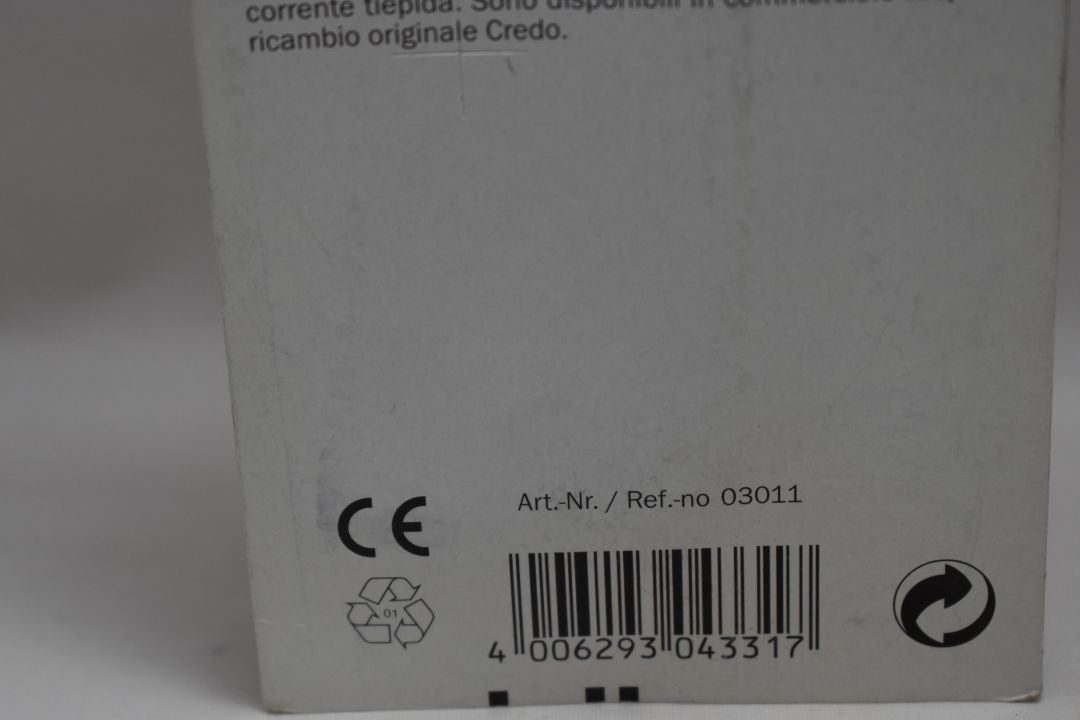 corrente tiepida. Sono disponibili in commercio
ricambio originale Credo.
CE
Art.-Nr. / Ref.-no 03011
01
4 006293 043317